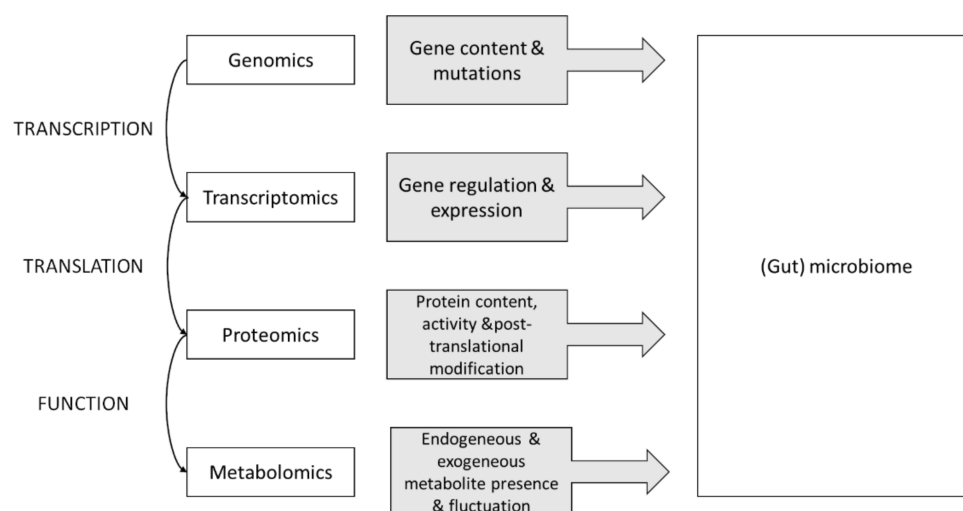 Genomics
Gene content &
mutations
TRANSCRIPTION
Transcriptomics
Gene regulation &
expression
TRANSLATION
(Gut) microbiome
Proteomics
Protein content,
activity &post-
translational
modification
FUNCTION
Metabolomics
Endogeneous &
exogeneous
metabolite presence
& fluctuation